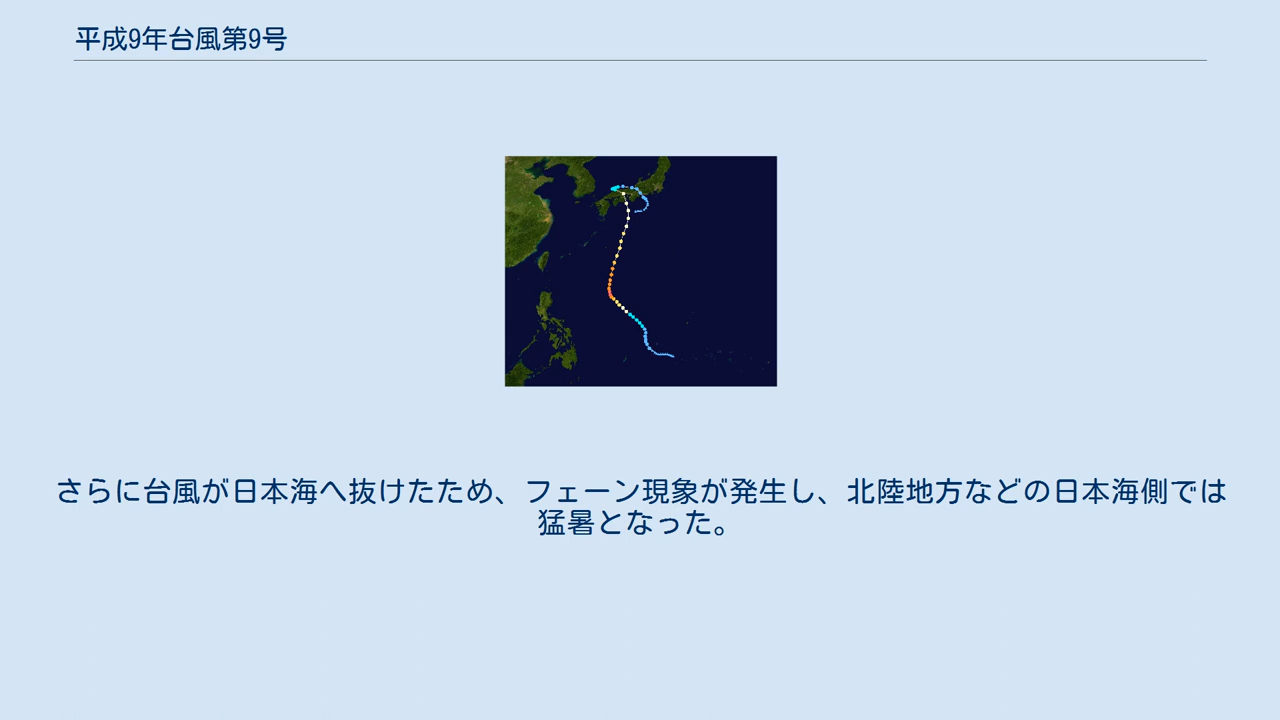 平成9年台風第9号
さらに台風が日本海へ抜けたため、フェーン現象が発生し、北陸地方などの日本海側では
猛暑となった。